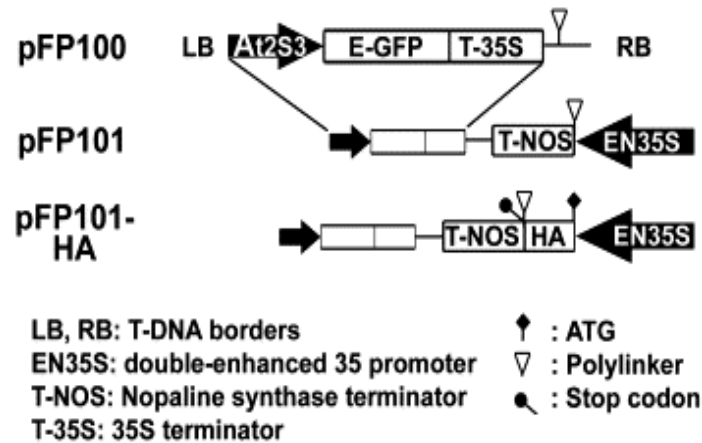 pFP100 LB At2S3 E-GFP T-35S RB
pFP101 T-NOS EN35S
pFP101-
HA T-NOS HA EN35S
LB, RB: T-DNA borders
EN35S: double-enhanced 35 promoter
T-NOS: Nopaline synthase terminator
T-35S: 35S terminator
: ATG
: Polylinker
: Stop codon